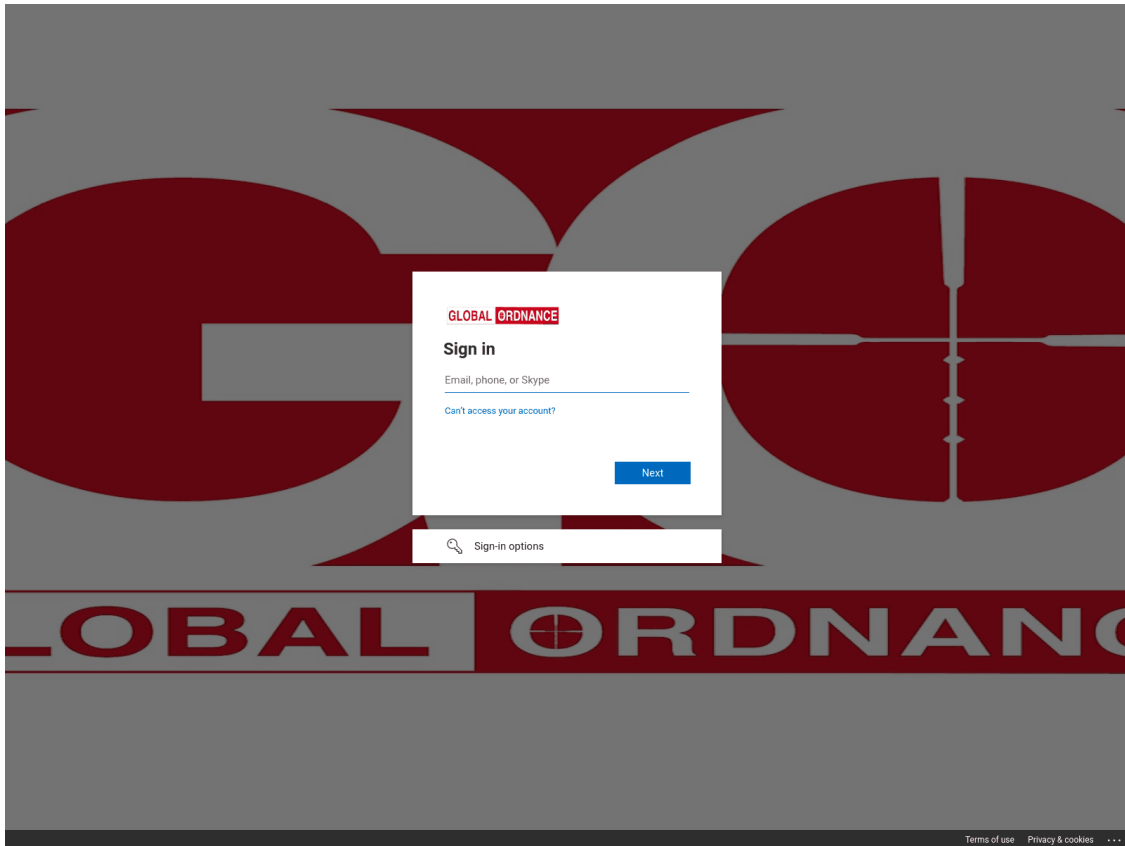 GLOBAL ORDNANCE
Sign in
Email, phone, or Skype
Can't access your account?
Next
Sign-in options
LOBAL ORDNANC
Terms of use Privacy & cookies ...